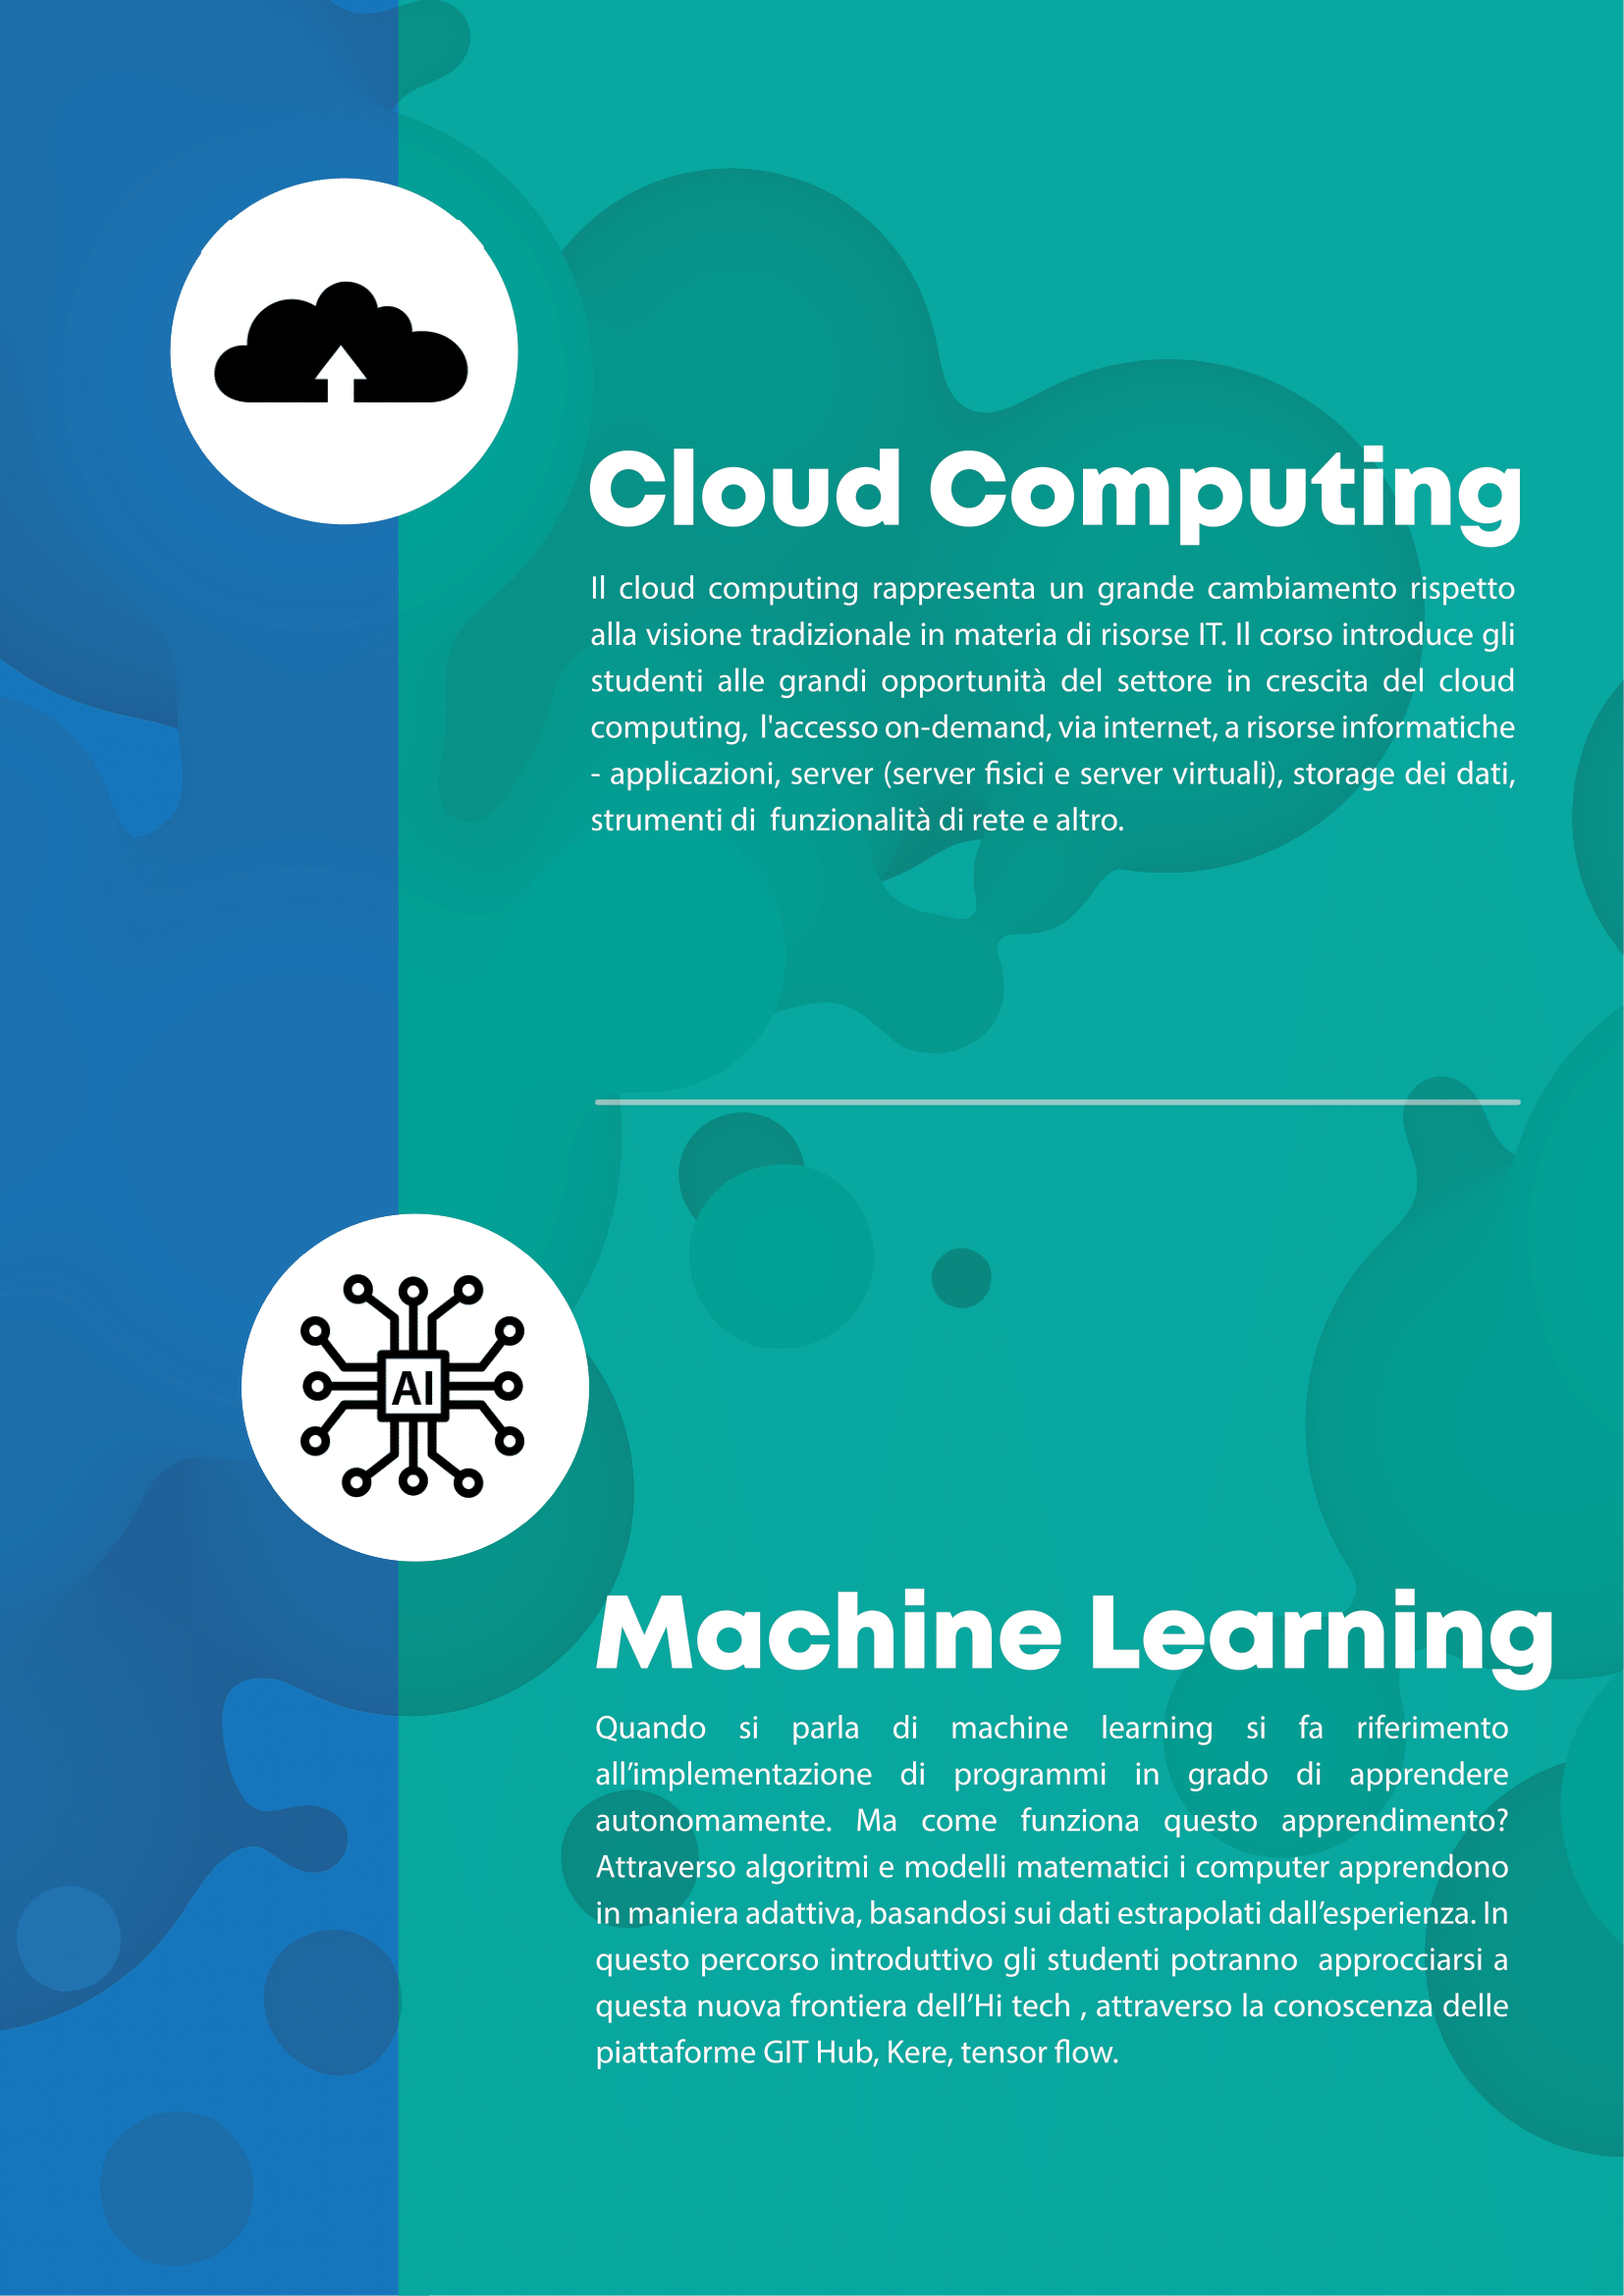 Cloud Computing
Il cloud computing rappresenta un grande cambiamento rispetto
alla visione tradizionale in materia di risorse IT. Il corso introduce gli
studenti alle grandi opportunità del settore in crescita del cloud
computing,  l'accesso on-demand, via internet, a risorse informatiche
- applicazioni, server (server fisici e server virtuali), storage dei dati,
strumenti di  funzionalità di rete e altro.
AI
Machine Learning
Quando si parla di machine learning si fa riferimento
all’implementazione di programmi in grado di apprendere
autonomamente. Ma come funziona questo apprendimento?
Attraverso algoritmi e modelli matematici i computer apprendono
in maniera adattiva, basandosi sui dati estrapolati dall’esperienza. In
questo percorso introduttivo gli studenti potranno  approcciarsi a
questa nuova frontiera dell’Hi tech , attraverso la conoscenza delle
piattaforme GIT Hub, Kere, tensor flow.